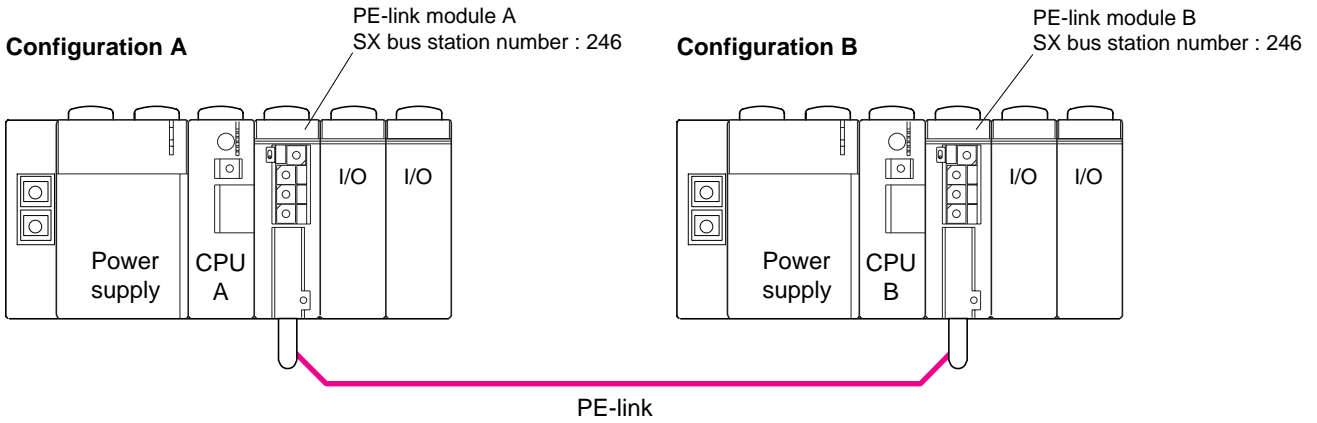 Configuration A
PE-link module A
SX bus station number : 246
Power
supply
CPU
A
I/O
I/O
Configuration B
PE-link module B
SX bus station number : 246
Power
supply
CPU
B
I/O
I/O
PE-link